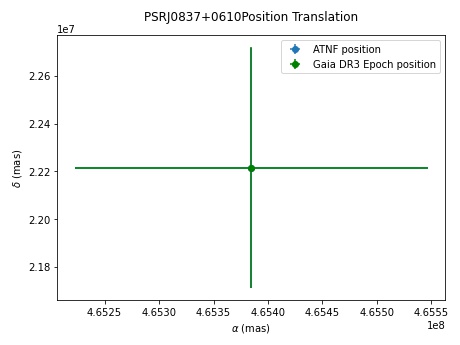 PSRJ0837+0610Position Translation
1e7
ATNF position
Gaia DR3 Epoch position
2.26
2.24
2.22
2.20
2.18
δ (mas)
4.6525 4.6530 4.6535 4.6540 4.6545 4.6550 4.6555
α (mas)
1e8